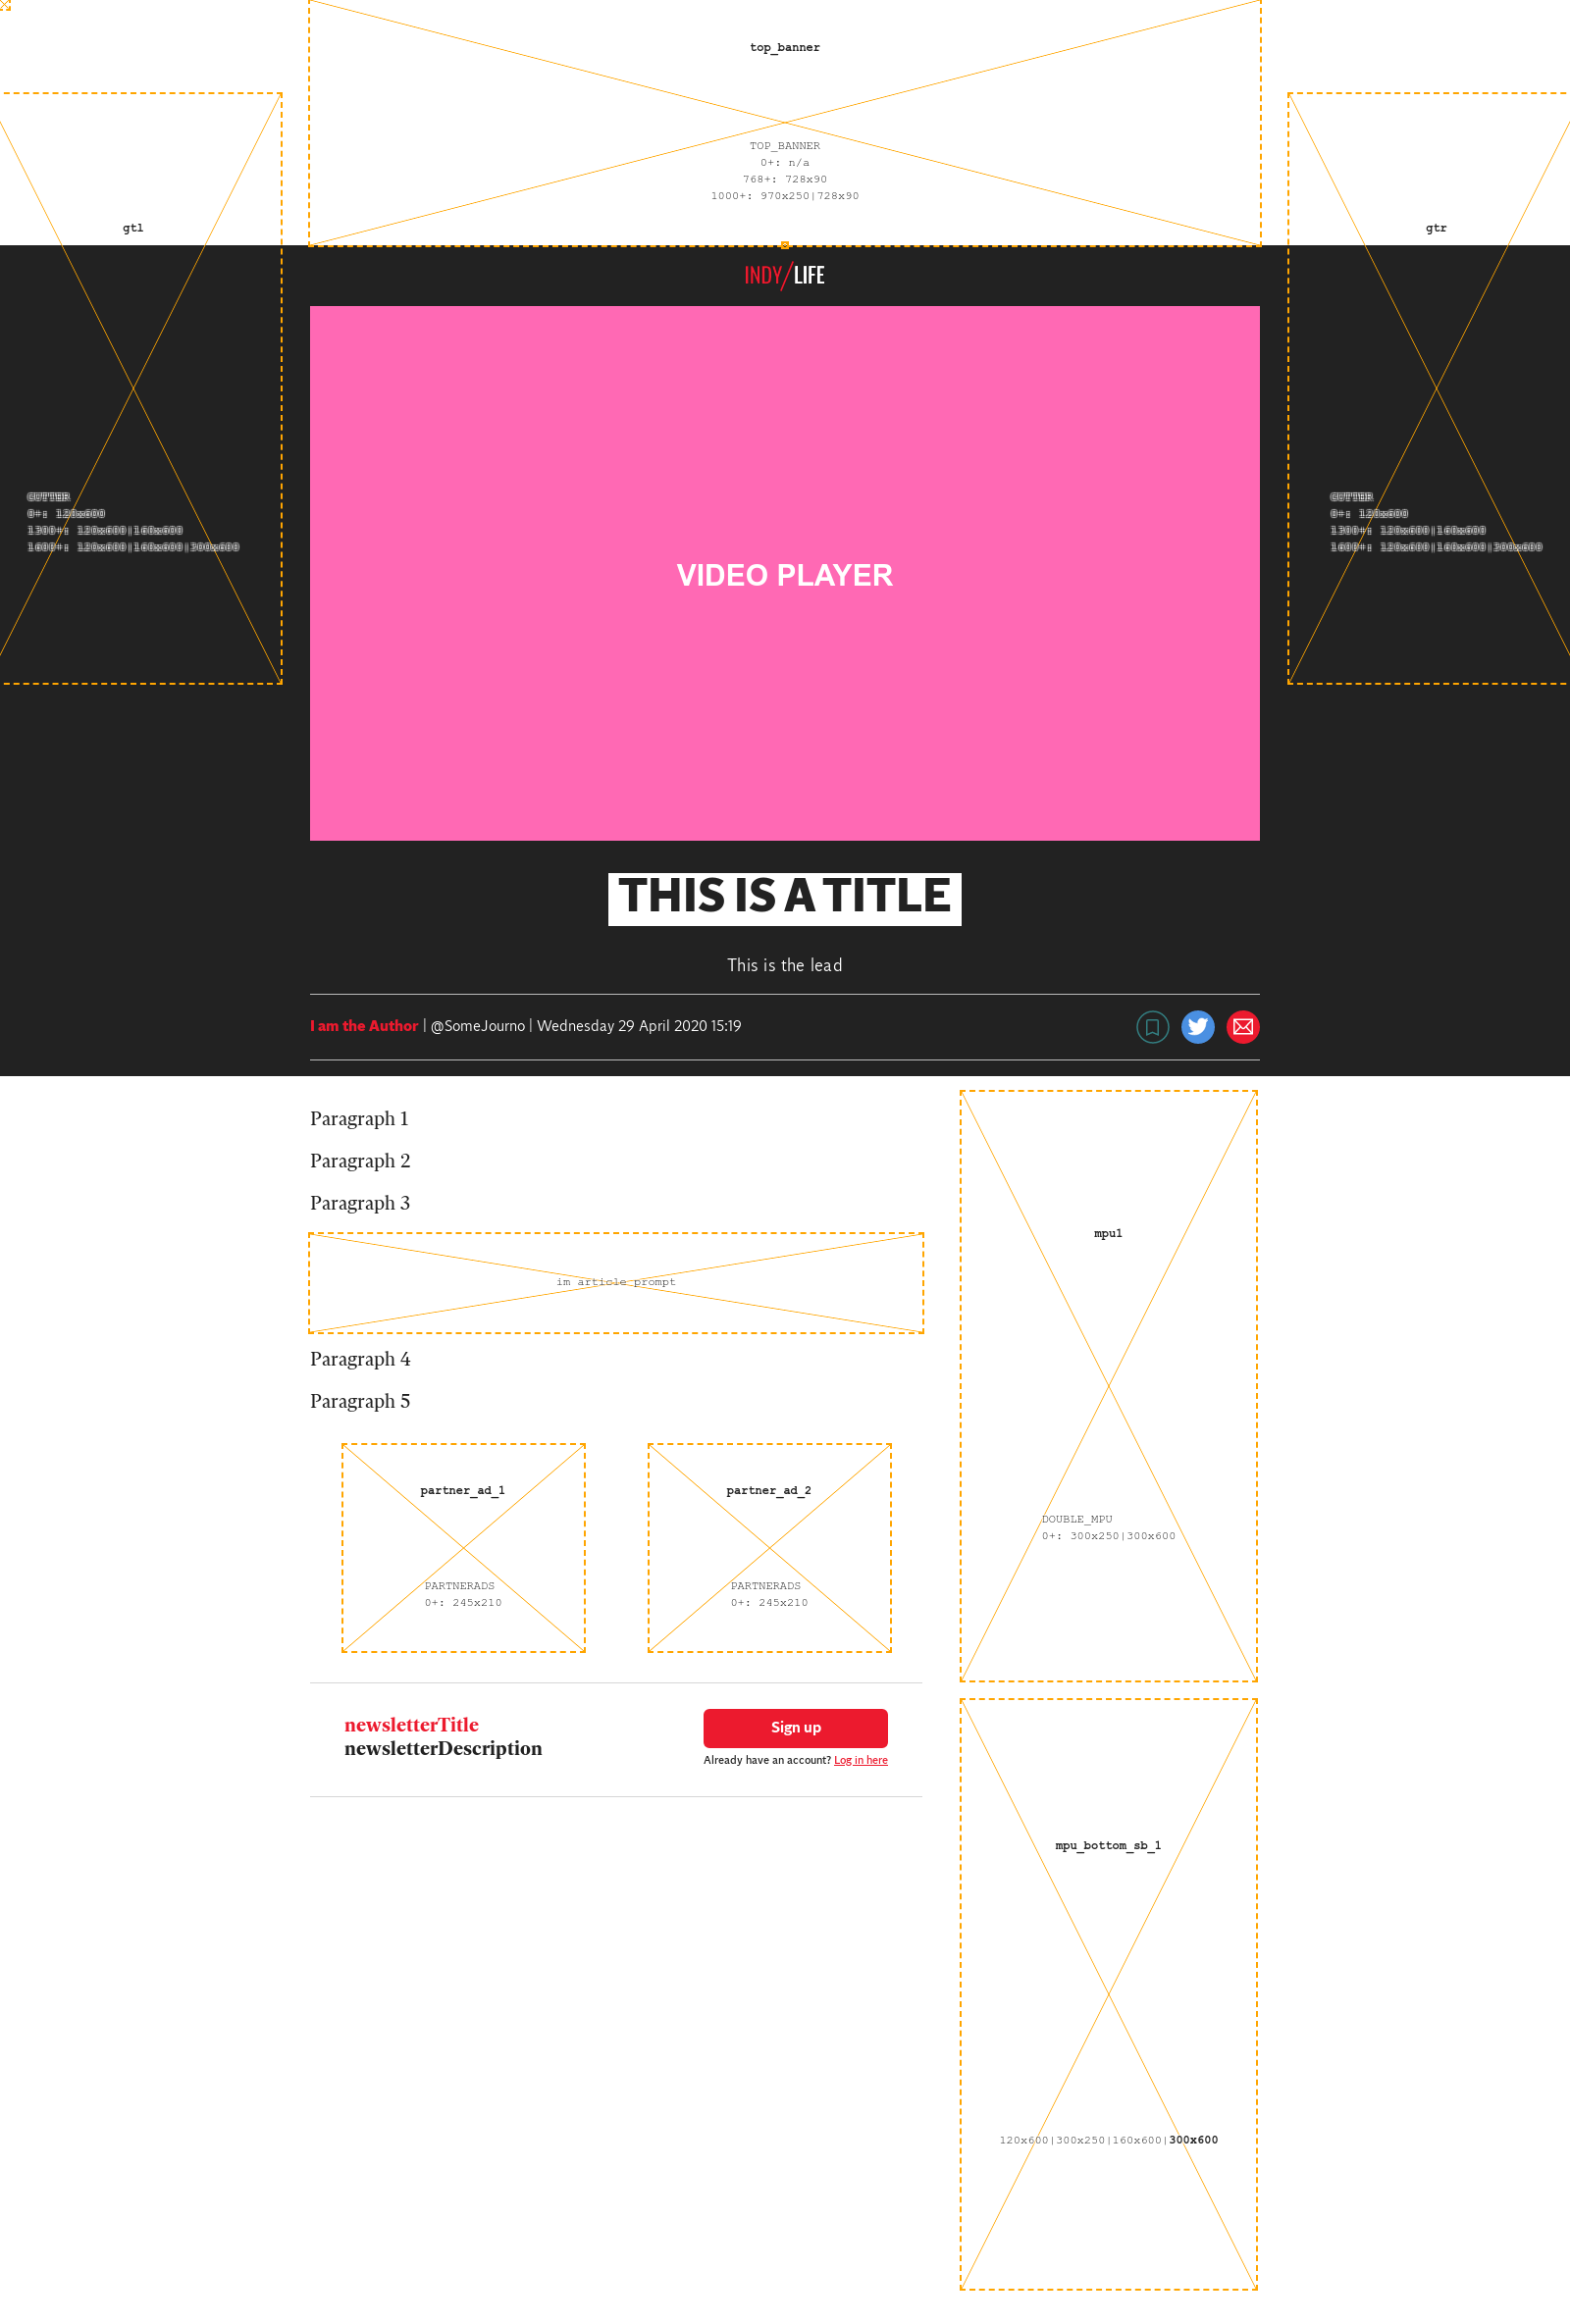 top_banner
TOP_BANNER
0+: n/a
768+: 728x90
1000+: 970x250|728x90
gtl
GUTTER
0+: 120x600
1300+: 120x600|160x600
1600+: 120x600|160x600|300x600
gtr
GUTTER
0+: 120x600
1300+: 120x600|160x600
1600+: 120x600|160x600|300x600
INDY/LIFE
VIDEO PLAYER
THIS IS A TITLE
This is the lead
I am the Author | @SomeJourno | Wednesday 29 April 2020 15:19
Paragraph 1
Paragraph 2
Paragraph 3
im article prompt
Paragraph 4
Paragraph 5
partner_ad_1
PARTNERADS
0+: 245x210
partner_ad_2
PARTNERADS
0+: 245x210
newsletterTitle
newsletterDescription
Sign up
Already have an account? Log in here
mpu1
DOUBLE_MPU
0+: 300x250|300x600
mpu_bottom_sb_1
120x600|300x250|160x600|300x600